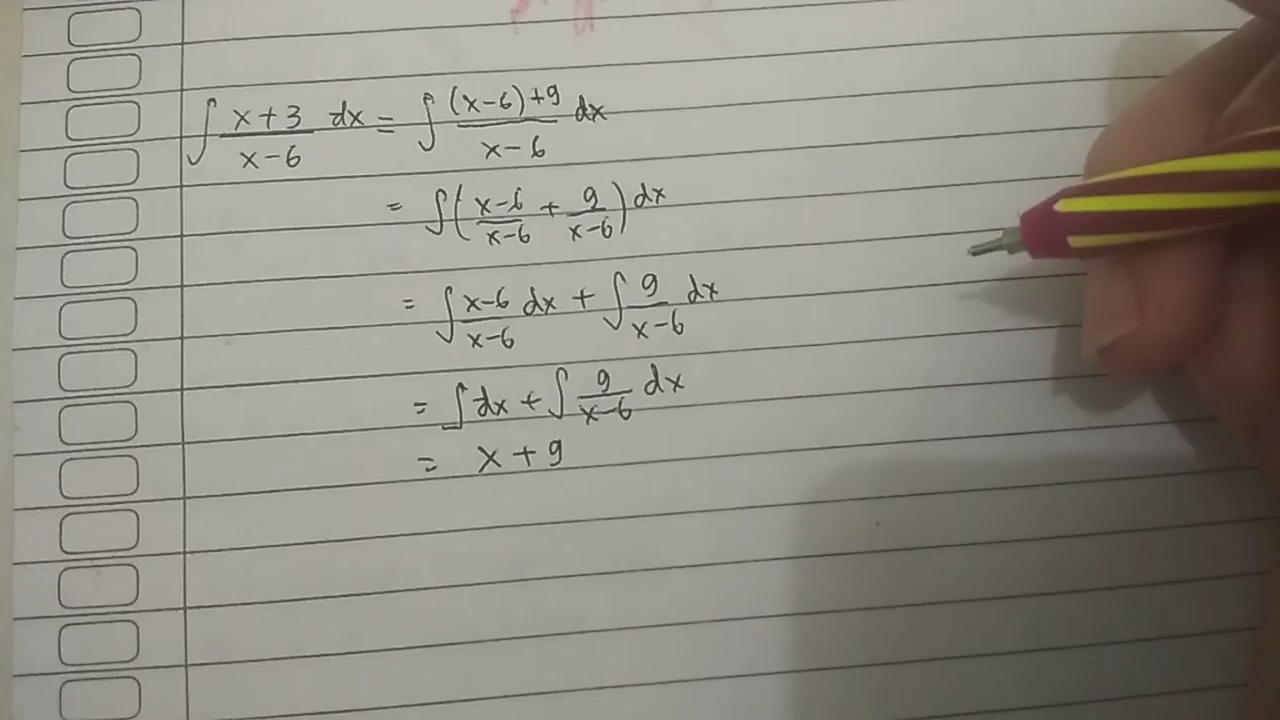 ∫ x+3/x-6 dx = ∫ (x-6)+9/x-6 dx
= ∫(x-6/x-6 + 9/x-6) dx
= ∫ x-6/x-6 dx + ∫ 9/x-6 dx
= ∫ dx + ∫ 9/x-6 dx
= x+9